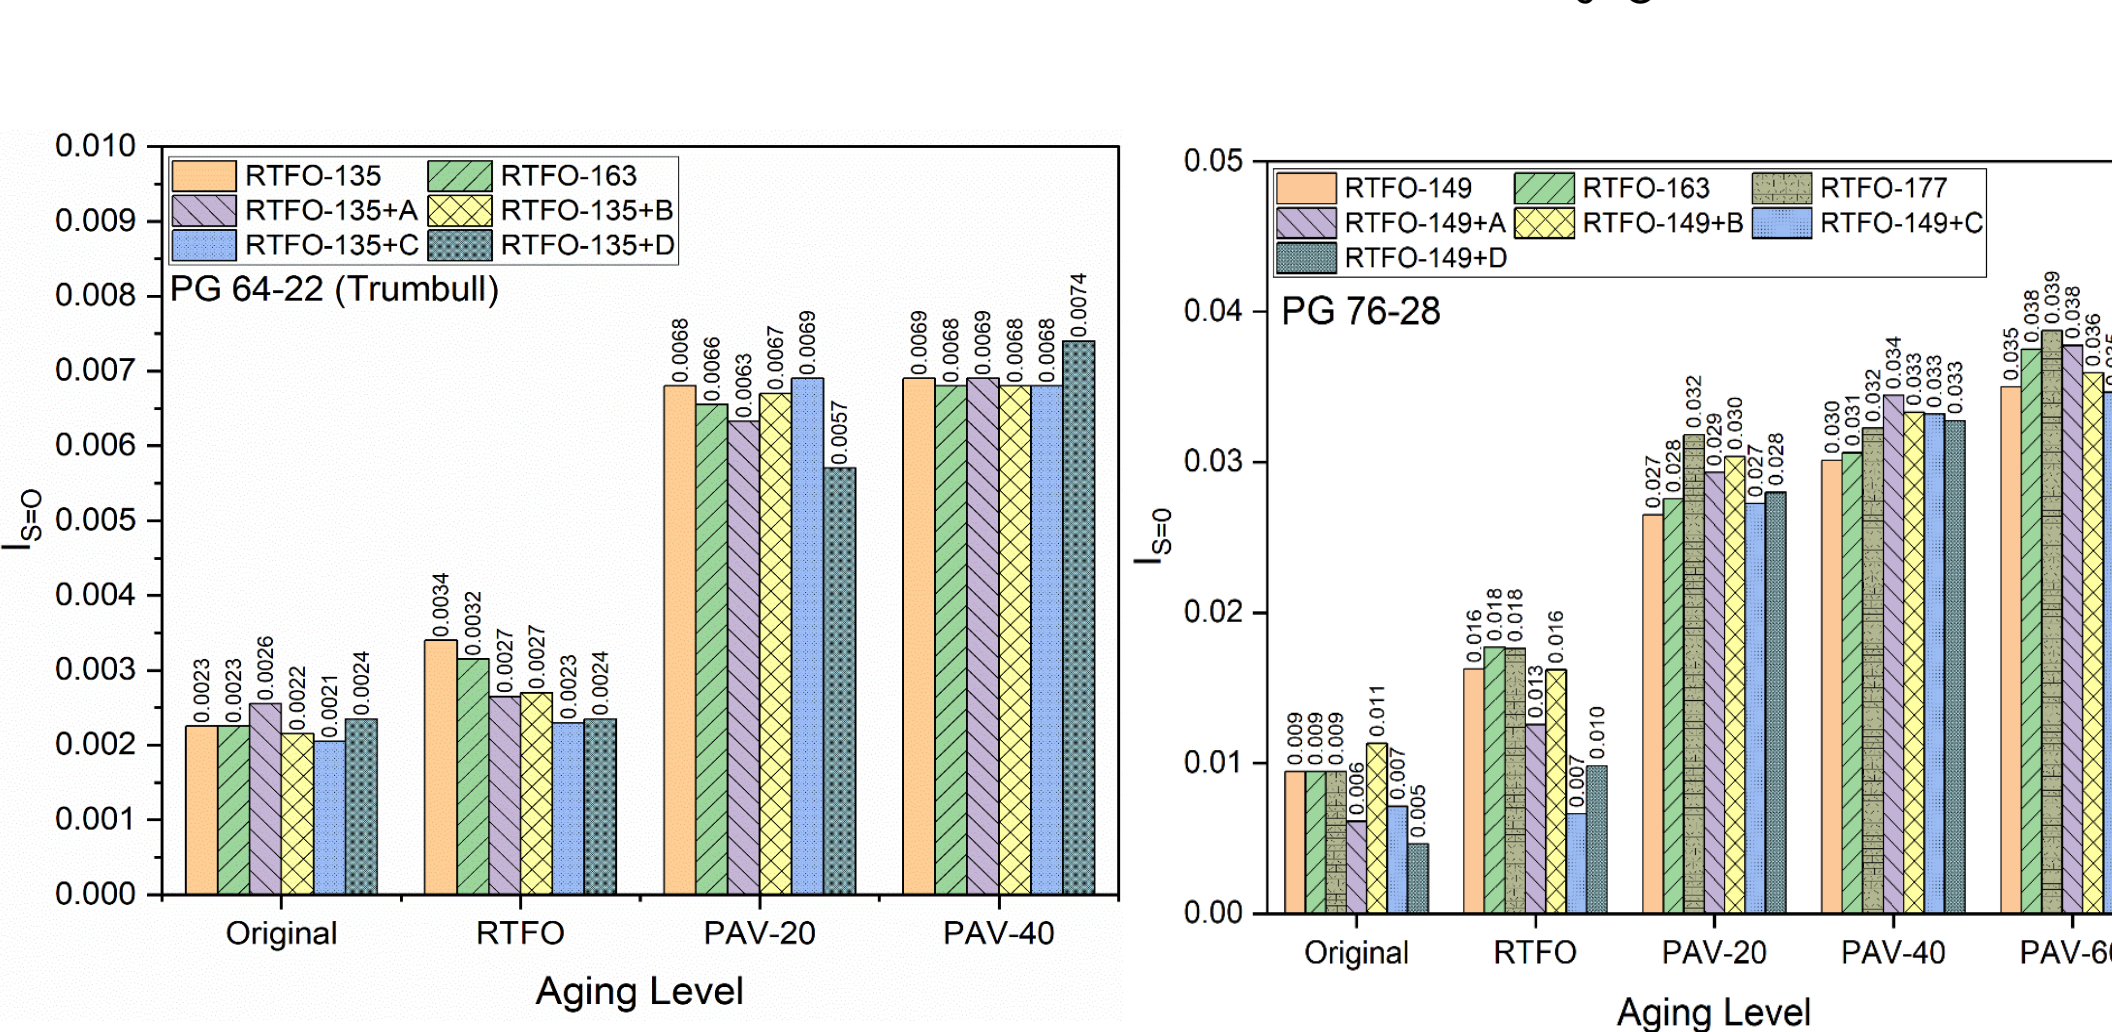 0.010
0.009
0.008
0.007
0.006
0.005
0.004
0.003
0.002
0.001
0.000
I_S=O
RTFO-135 RTFO-163
RTFO-135+A RTFO-135+B
RTFO-135+C RTFO-135+D
PG 64-22 (Trumbull)
0.0023 0.0023 0.0026 0.0022 0.0021 0.0024
0.0034 0.0032 0.0027 0.0027 0.0023 0.0024
0.0068 0.0066 0.0063 0.0067 0.0069 0.0057
0.0069 0.0068 0.0069 0.0068 0.0068 0.0074
Original RTFO PAV-20 PAV-40
Aging Level
0.05
0.04
0.03
0.02
0.01
0.00
I_S=0
RTFO-149 RTFO-163 RTFO-177
RTFO-149+A RTFO-149+B RTFO-149+C
RTFO-149+D
PG 76-28
0.009 0.009 0.009 0.006 0.011 0.007 0.005
0.016 0.018 0.018 0.013 0.016 0.007 0.010
0.027 0.028 0.032 0.029 0.030 0.027 0.028
0.030 0.031 0.032 0.034 0.033 0.033 0.033
0.035 0.038 0.039 0.038 0.036
Original RTFO PAV-20 PAV-40
Aging Level